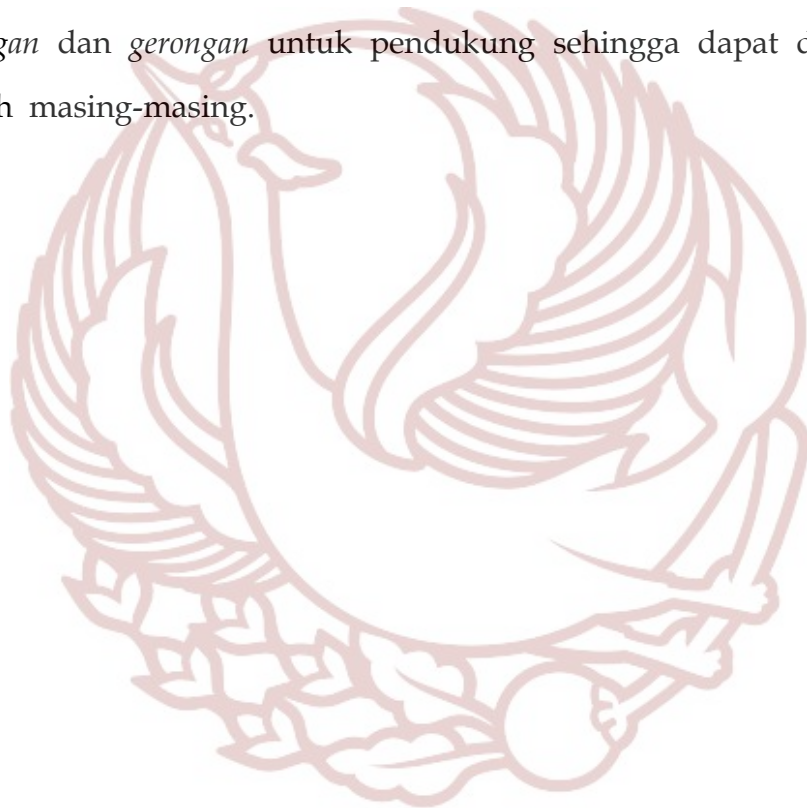 gan dan gerongan untuk pendukung sehingga dapat d
h masing-masing.